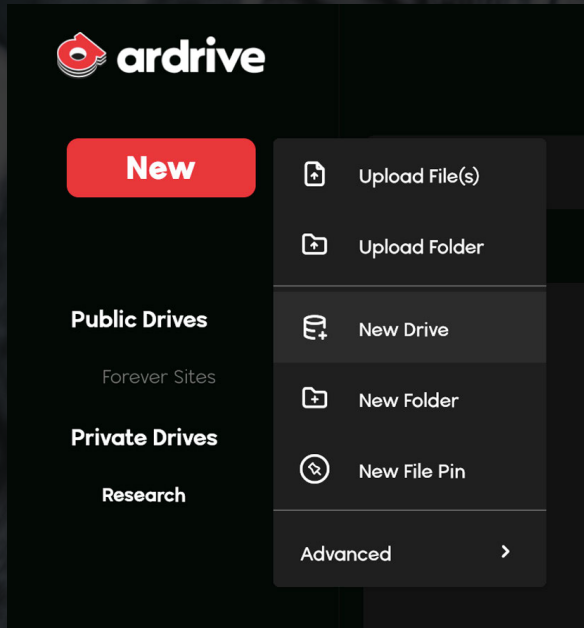 ardrive
New
Upload File(s)
Upload Folder
Public Drives
New Drive
Forever Sites
New Folder
Private Drives
New File Pin
Research
Advanced